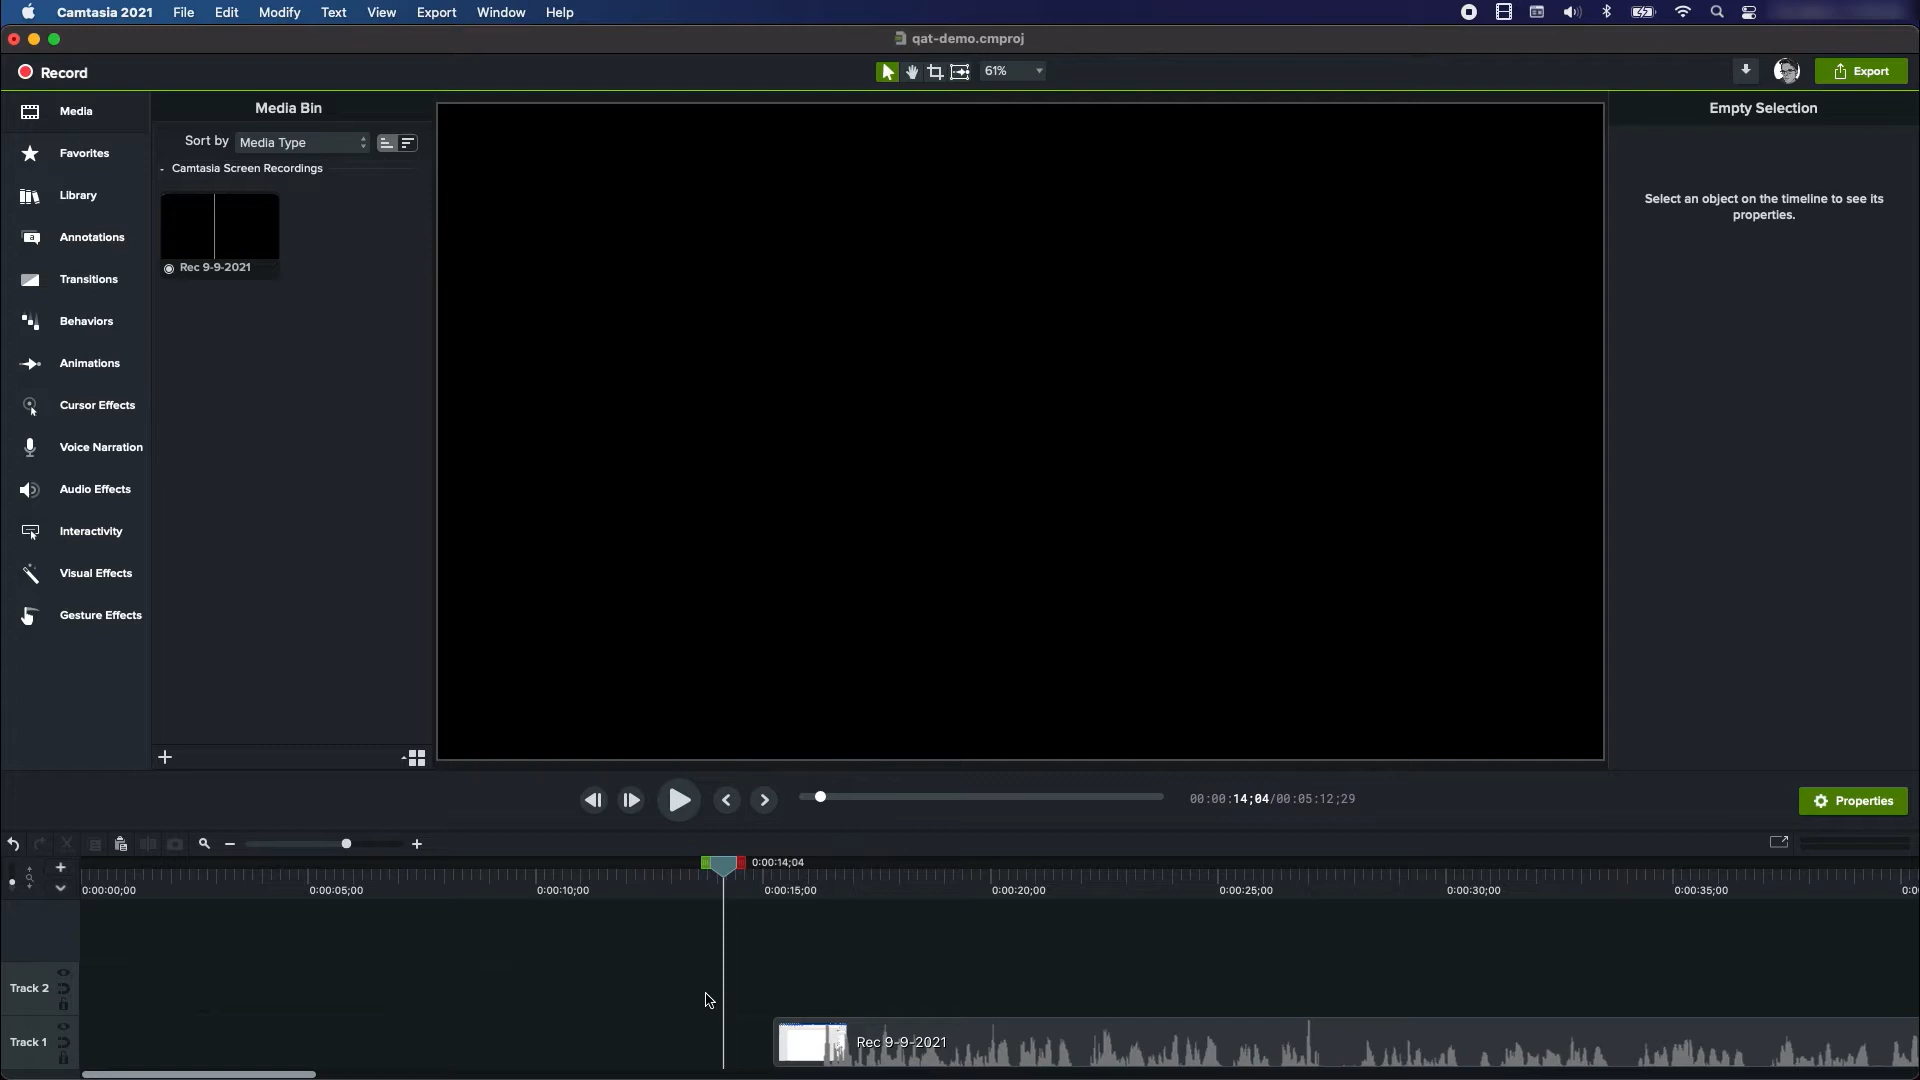 Camtasia 2021 File Edit Modify Text View Export Window Help
qat-demo.cmproj
Record
61%
Export
Media
Favorites
Library
Annotations
Transitions
Behaviors
Animations
Cursor Effects
Voice Narration
Audio Effects
Interactivity
Visual Effects
Gesture Effects
Media Bin
Sort by Media Type
- Camtasia Screen Recordings
Rec 9-9-2021
Empty Selection
Select an object on the timeline to see its
properties.
00:00:14;04/00:05:12;29
Properties
0:00:14;04
0:00:00;00 0:00:05;00 0:00:10;00 0:00:15;00 0:00:20;00 0:00:25;00 0:00:30;00 0:00:35;00 0:0
Track 2
Track 1
Rec 9-9-2021